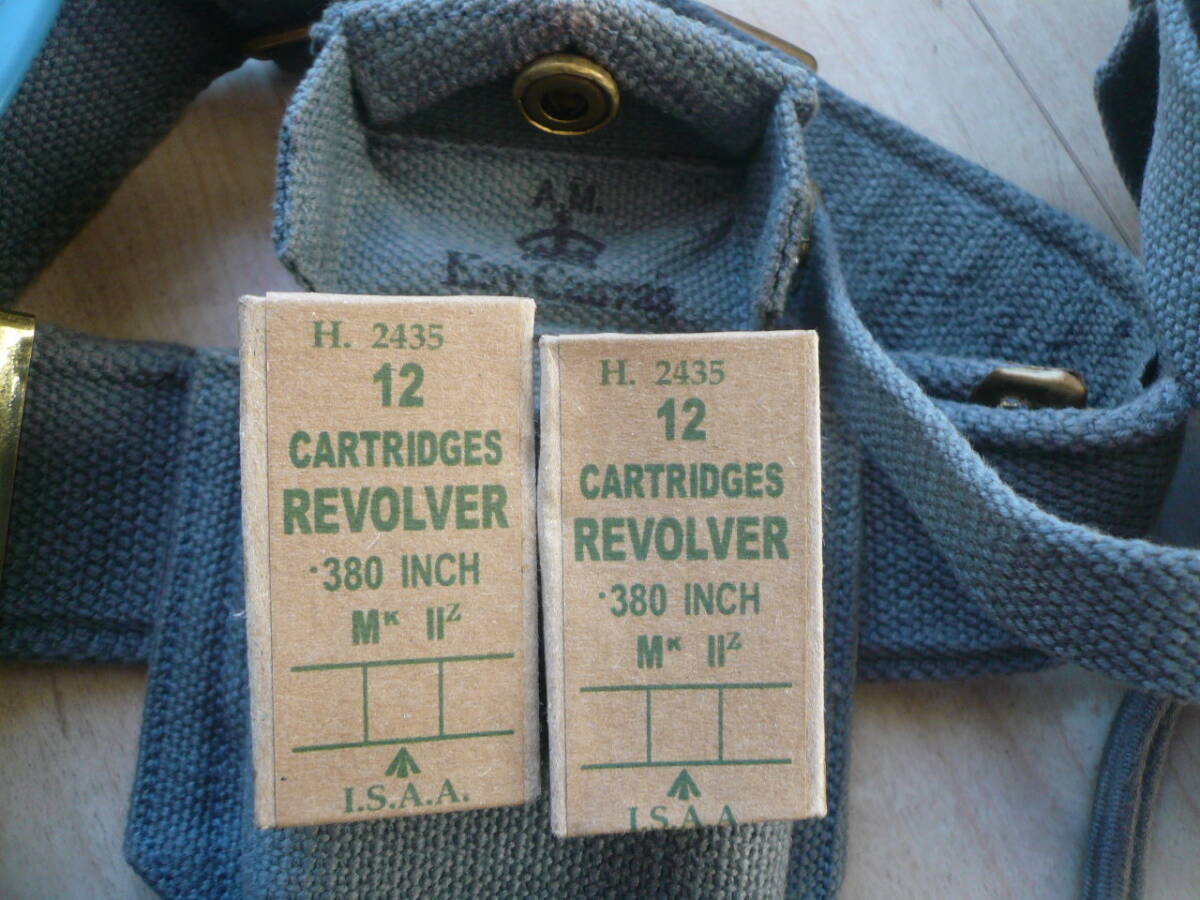 A.M.
H. 2435
12
CARTRIDGES
REVOLVER
·380 INCH
Mᴷ IIᶻ
I.S.A.A.
H. 2435
12
CARTRIDGES
REVOLVER
·380 INCH
Mᴷ IIᶻ
I.S.A.A.